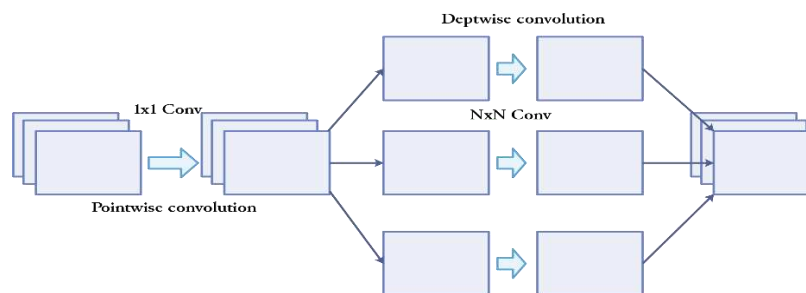 Deptwise convolution
1x1 Conv
NxN Conv
Pointwise convolution